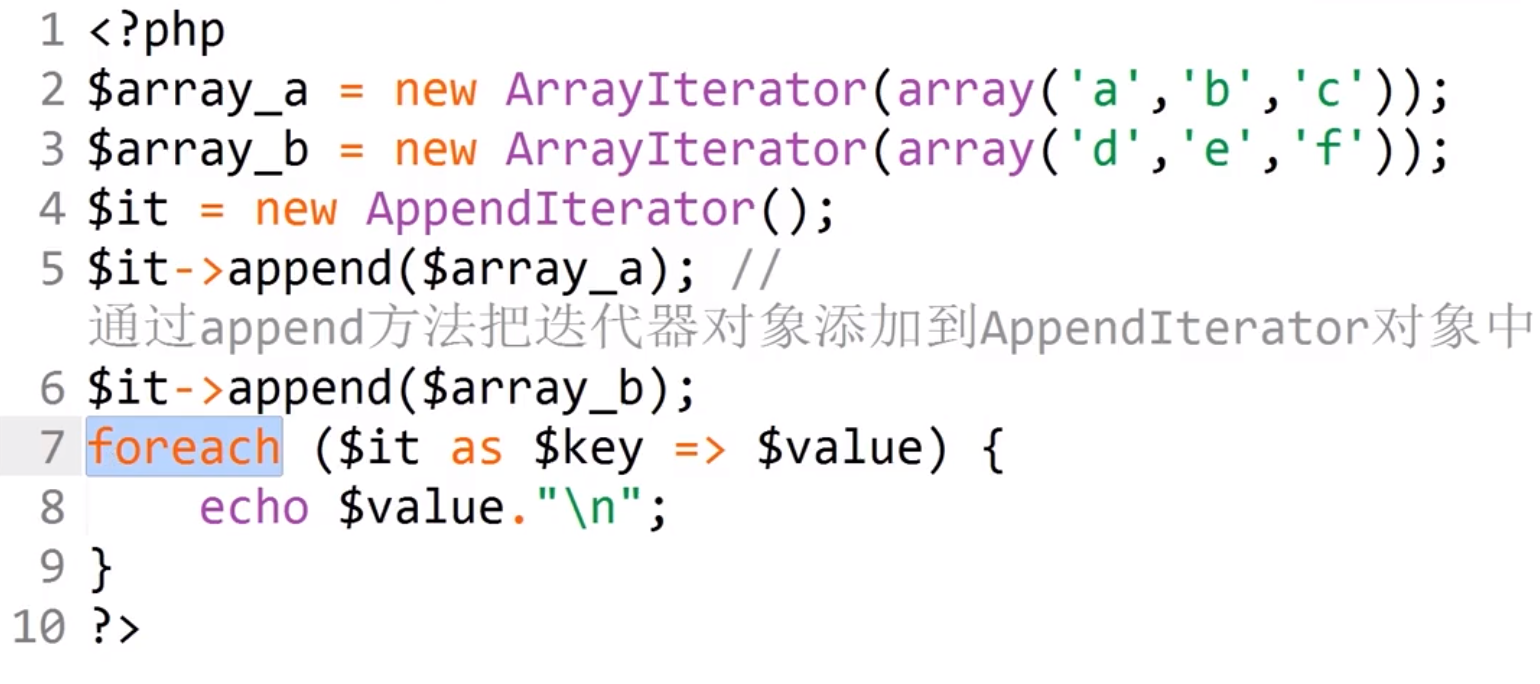 1 <?php
2 $array_a = new ArrayIterator(array('a','b','c'));
3 $array_b = new ArrayIterator(array('d','e','f'));
4 $it = new AppendIterator();
5 $it->append($array_a); //
通过append方法把迭代器对象添加到AppendIterator对象中
6 $it->append($array_b);
7 foreach ($it as $key => $value) {
8     echo $value."\n";
9 }
10 ?>